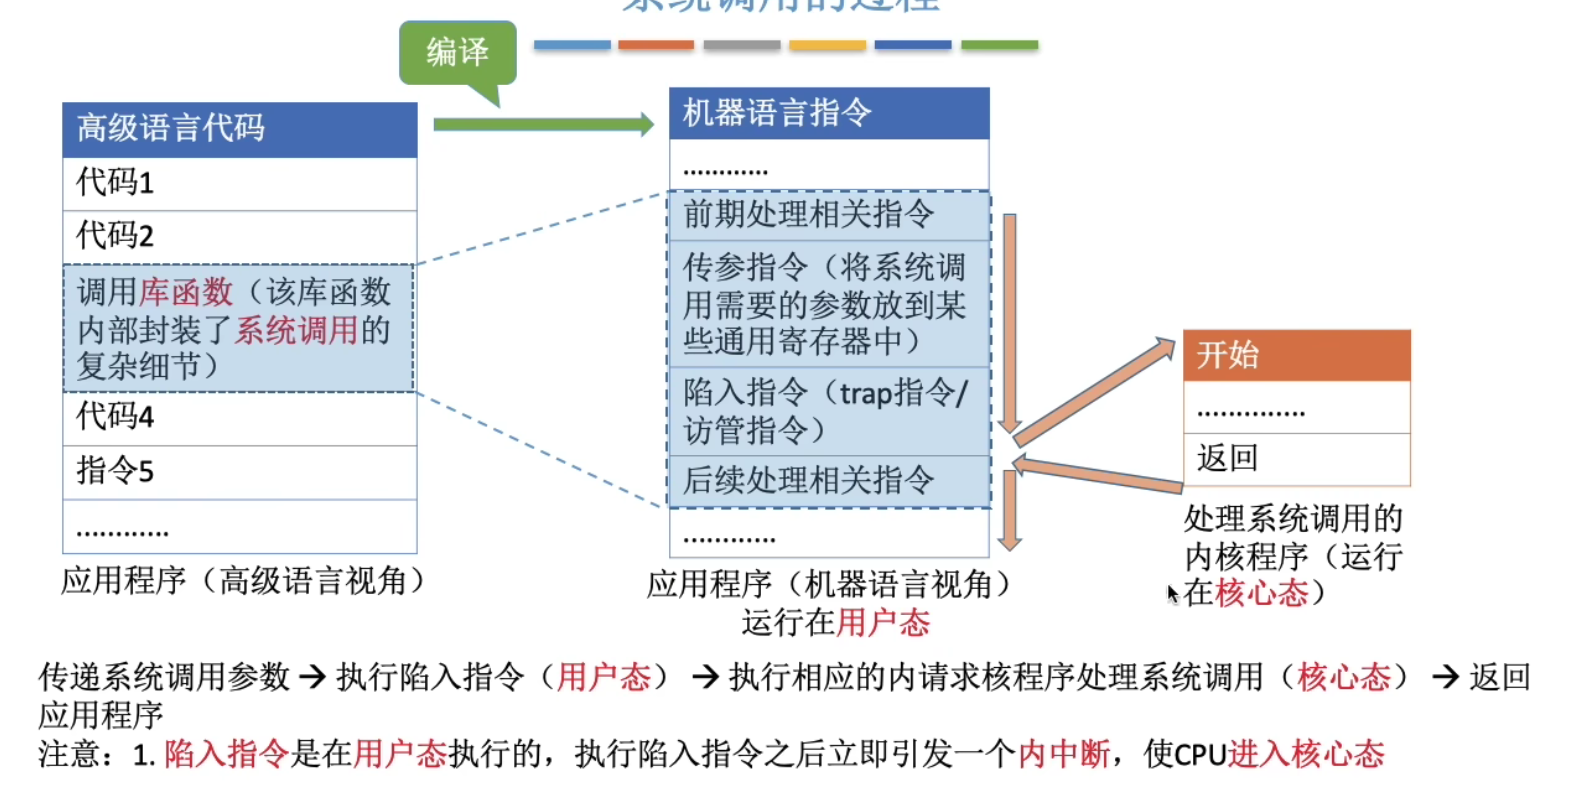 系统调用的过程
编译
高级语言代码
代码1
代码2
调用库函数（该库函数
内部封装了系统调用的
复杂细节）
代码4
指令5
…………
应用程序（高级语言视角）
机器语言指令
…………
前期处理相关指令
传参指令（将系统调
用需要的参数放到某
些通用寄存器中）
陷入指令（trap指令/
访管指令）
后续处理相关指令
…………
应用程序（机器语言视角）
运行在用户态
开始
…………..
返回
处理系统调用的
内核程序（运行
在核心态）
传递系统调用参数 → 执行陷入指令（用户态） → 执行相应的内请求核程序处理系统调用（核心态） → 返回
应用程序
注意：1. 陷入指令是在用户态执行的，执行陷入指令之后立即引发一个内中断，使CPU进入核心态